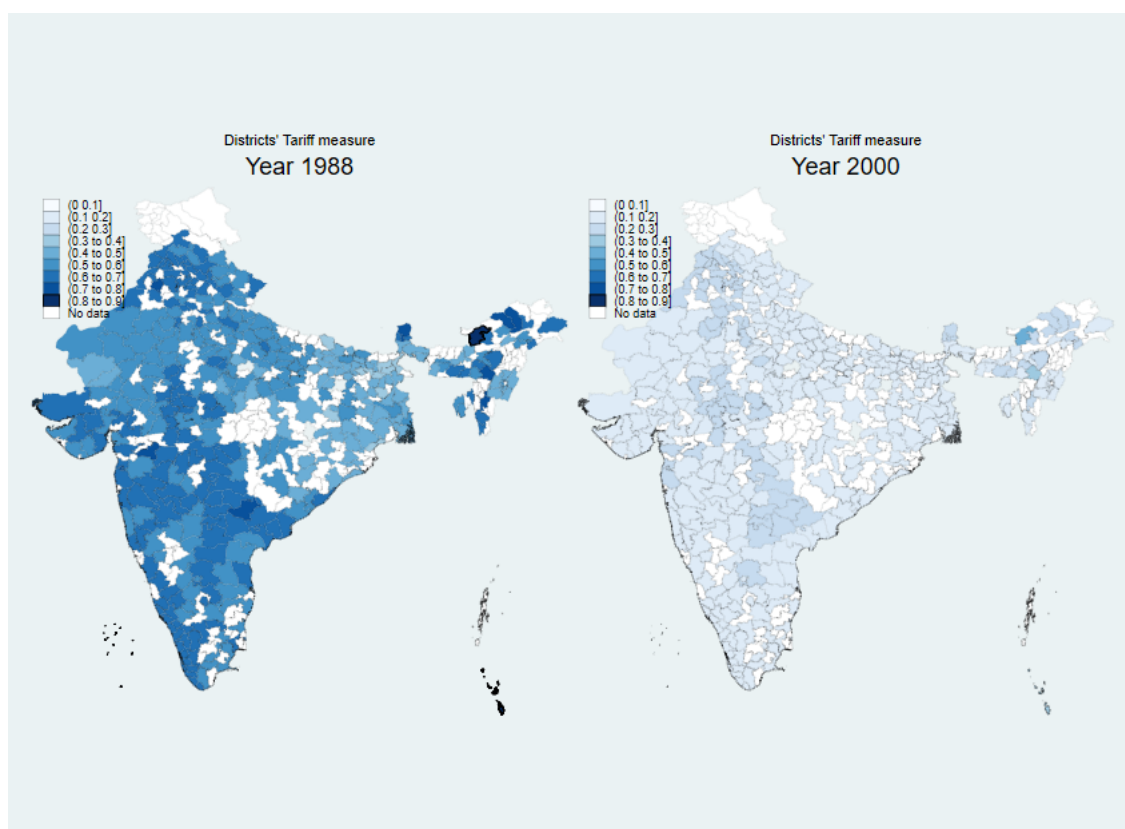 Districts' Tariff measure
Year 1988
(0 0.1]
(0.1 0.2]
(0.2 0.3]
(0.3 to 0.4]
(0.4 to 0.5]
(0.5 to 0.6]
(0.6 to 0.7]
(0.7 to 0.8]
(0.8 to 0.9]
No data
Districts' Tariff measure
Year 2000
(0 0.1]
(0.1 0.2]
(0.2 0.3]
(0.3 to 0.4]
(0.4 to 0.5]
(0.5 to 0.6]
(0.6 to 0.7]
(0.7 to 0.8]
(0.8 to 0.9]
No data